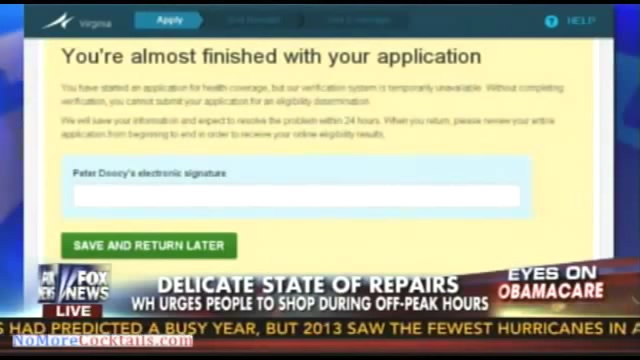 Virginia
Apply
HELP
You're almost finished with your application
You have started an application for health coverage, but our verification system is temporarily unavailable. Without completing
verification, you cannot submit your application for an eligibility determination
We will save your information and expect to resolve the problem within 24 hours. When you return, please review your entire
application from beginning to end in order to receive your online eligibility results.
Peter Doocy's electronic signature
SAVE AND RETURN LATER
FOX
NEWS
FOX
NEWS
LIVE
DELICATE STATE OF REPAIRS
WH URGES PEOPLE TO SHOP DURING OFF-PEAK HOURS
EYES ON
OBAMACARE
S HAD PREDICTED A BUSY YEAR, BUT 2013 SAW THE FEWEST HURRICANES IN A
NoMoreCocktails.com